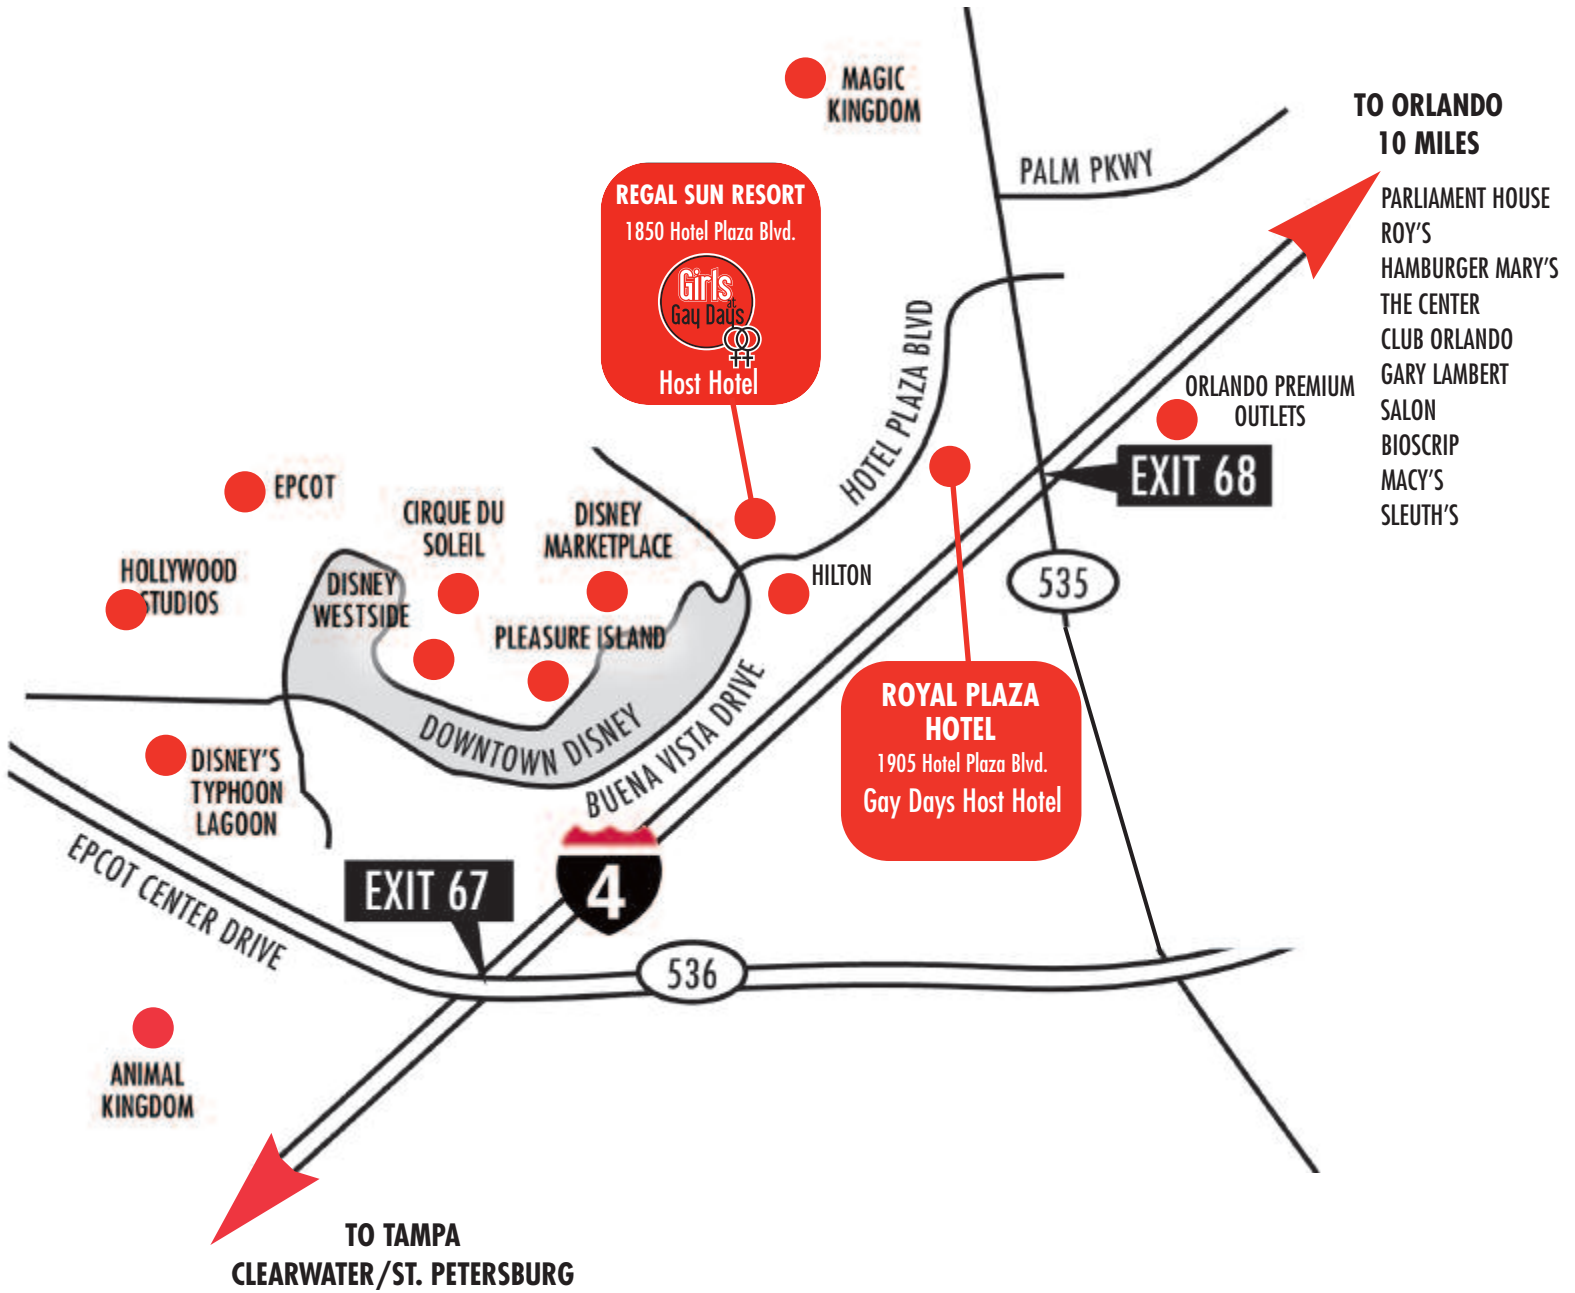 MAGIC
KINGDOM
TO ORLANDO
10 MILES
PARLIAMENT HOUSE
ROY'S
HAMBURGER MARY'S
THE CENTER
CLUB ORLANDO
GARY LAMBERT
SALON
BIOSCRIP
MACY'S
SLEUTH'S
PALM PKWY
REGAL SUN RESORT
1850 Hotel Plaza Blvd.
Girls
at
Gay Days
Host Hotel
HOTEL PLAZA BLVD
ORLANDO PREMIUM
OUTLETS
EXIT 68
EPCOT
CIRQUE DU
SOLEIL
DISNEY
MARKETPLACE
HOLLYWOOD
STUDIOS
DISNEY
WESTSIDE
PLEASURE ISLAND
HILTON
535
DOWNTOWN DISNEY
BUENA VISTA DRIVE
ROYAL PLAZA
HOTEL
1905 Hotel Plaza Blvd.
Gay Days Host Hotel
DISNEY'S
TYPHOON
LAGOON
EPCOT CENTER DRIVE
EXIT 67
4
536
ANIMAL
KINGDOM
TO TAMPA
CLEARWATER/ST. PETERSBURG